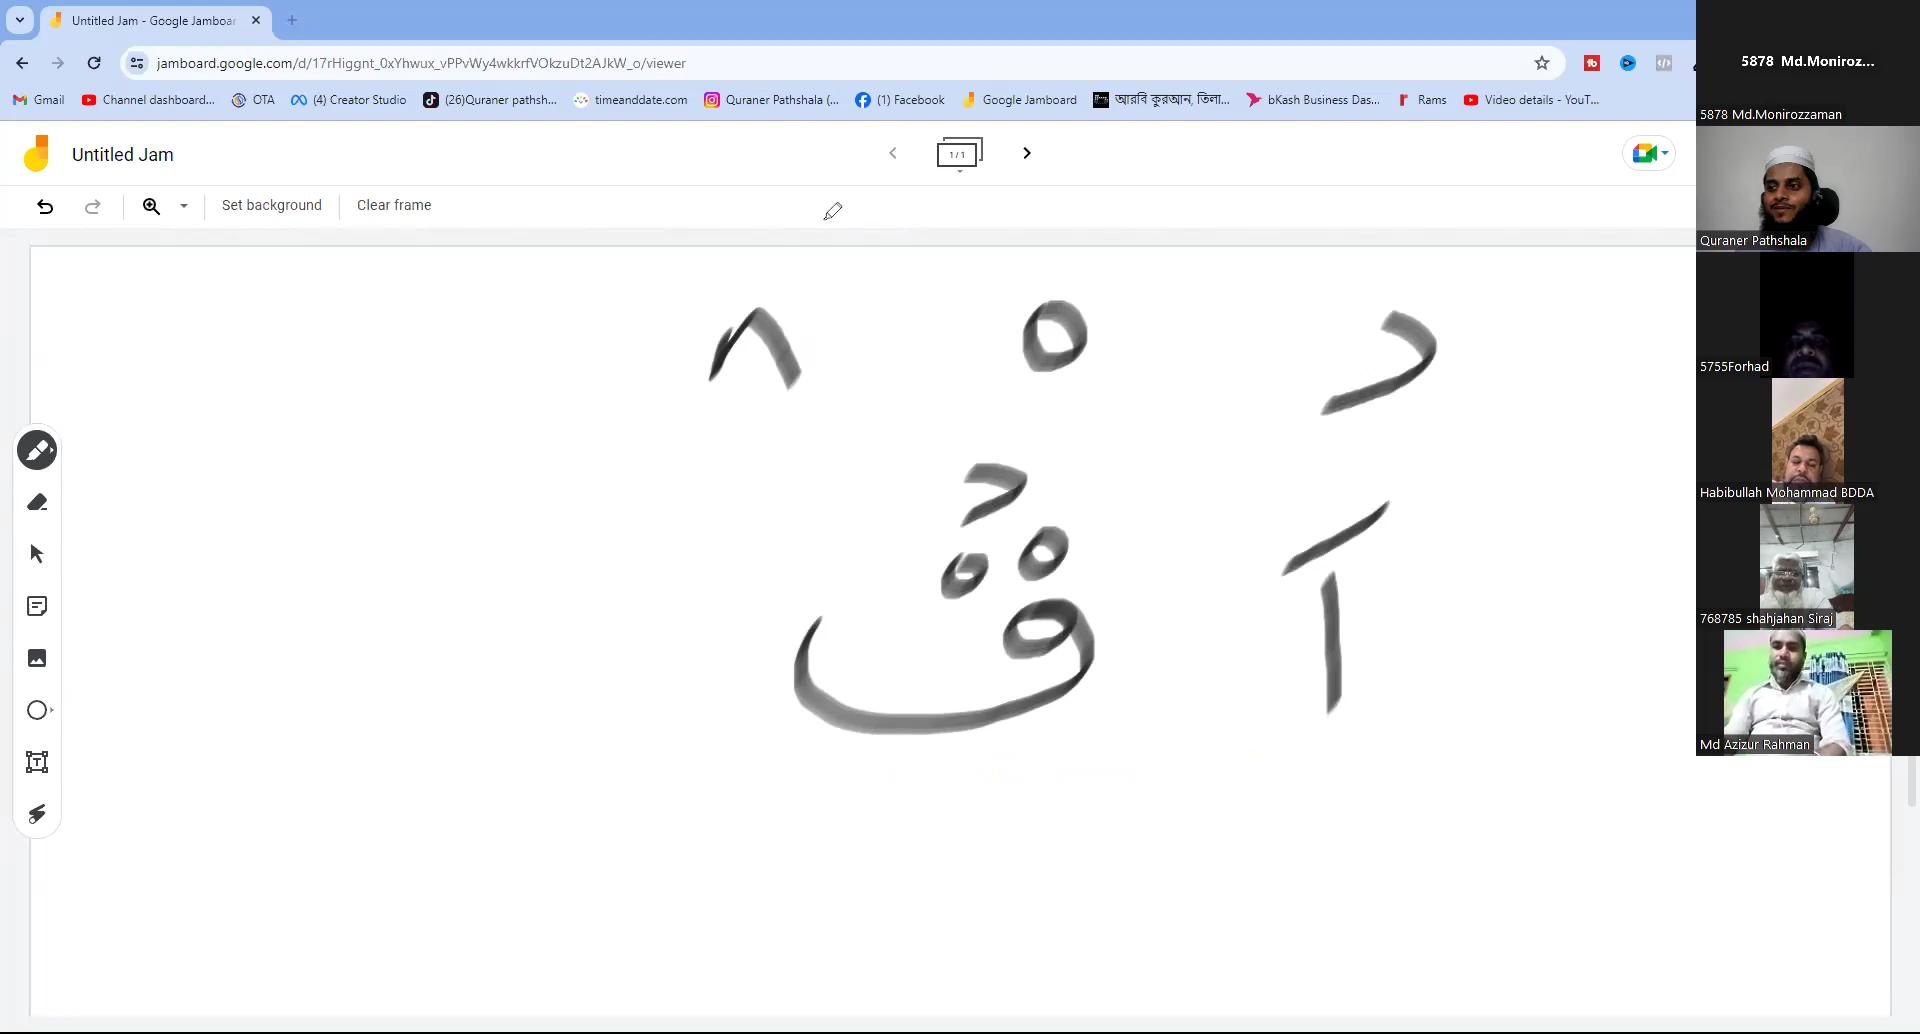 Untitled Jam - Google Jamboar
jamboard.google.com/d/17rHiggnt_0xYhwux_vPPvWy4wkkrfVOkzuDt2AJkW_o/viewer
Gmail Channel dashboard... OTA (4) Creator Studio (26)Quraner pathsh... timeanddate.com Quraner Pathshala (... (1) Facebook Google Jamboard আরবি কুরআন, তিলা... bKash Business Das... Rams Video details - YouT...
Untitled Jam
1/1
Set background Clear frame
5878 Md.Moniroz...
5878 Md.Monirozzaman
Quraner Pathshala
5755Forhad
Habibullah Mohammad BDDA
768785 shahjahan Siraj
Md Azizur Rahman